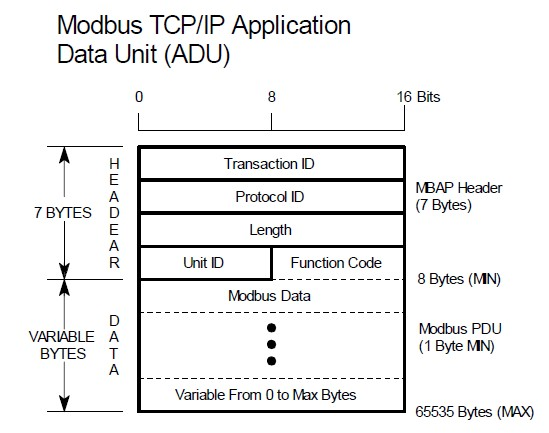 Modbus TCP/IP Application
Data Unit (ADU)
0 8 16 Bits
HEADEAR
7 BYTES
Transaction ID
Protocol ID
MBAP Header
(7 Bytes)
Length
Unit ID Function Code
8 Bytes (MIN)
Modbus Data
VARIABLE
BYTES
DATA
Modbus PDU
(1 Byte MIN)
Variable From 0 to Max Bytes
65535 Bytes (MAX)